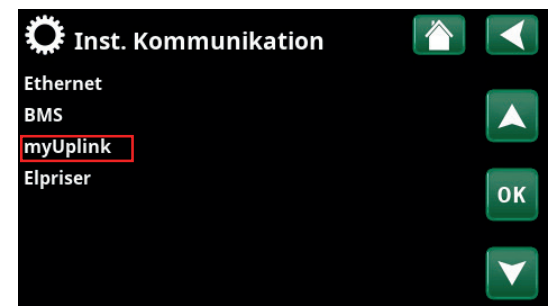 Inst. Kommunikation
Ethernet
BMS
myUplink
Elpriser
OK